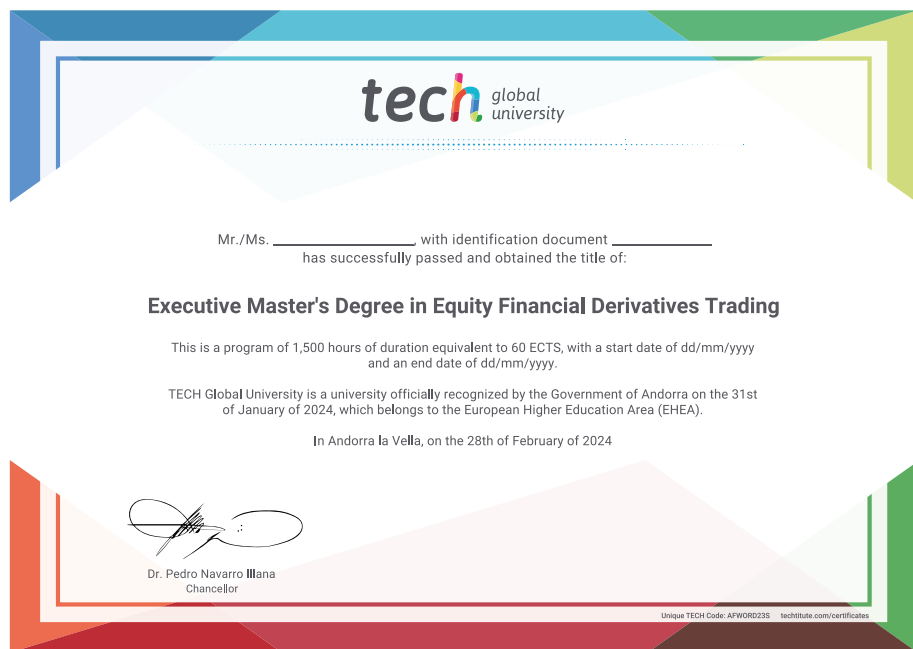 tech global
university
Mr./Ms. ________________, with identification document ____________
has successfully passed and obtained the title of:
Executive Master's Degree in Equity Financial Derivatives Trading
This is a program of 1,500 hours of duration equivalent to 60 ECTS, with a start date of dd/mm/yyyy
and an end date of dd/mm/yyyy.
TECH Global University is a university officially recognized by the Government of Andorra on the 31st
of January of 2024, which belongs to the European Higher Education Area (EHEA).
In Andorra la Vella, on the 28th of February of 2024
Dr. Pedro Navarro Illana
Chancellor
Unique TECH Code: AFWORD23S techtitute.com/certificates